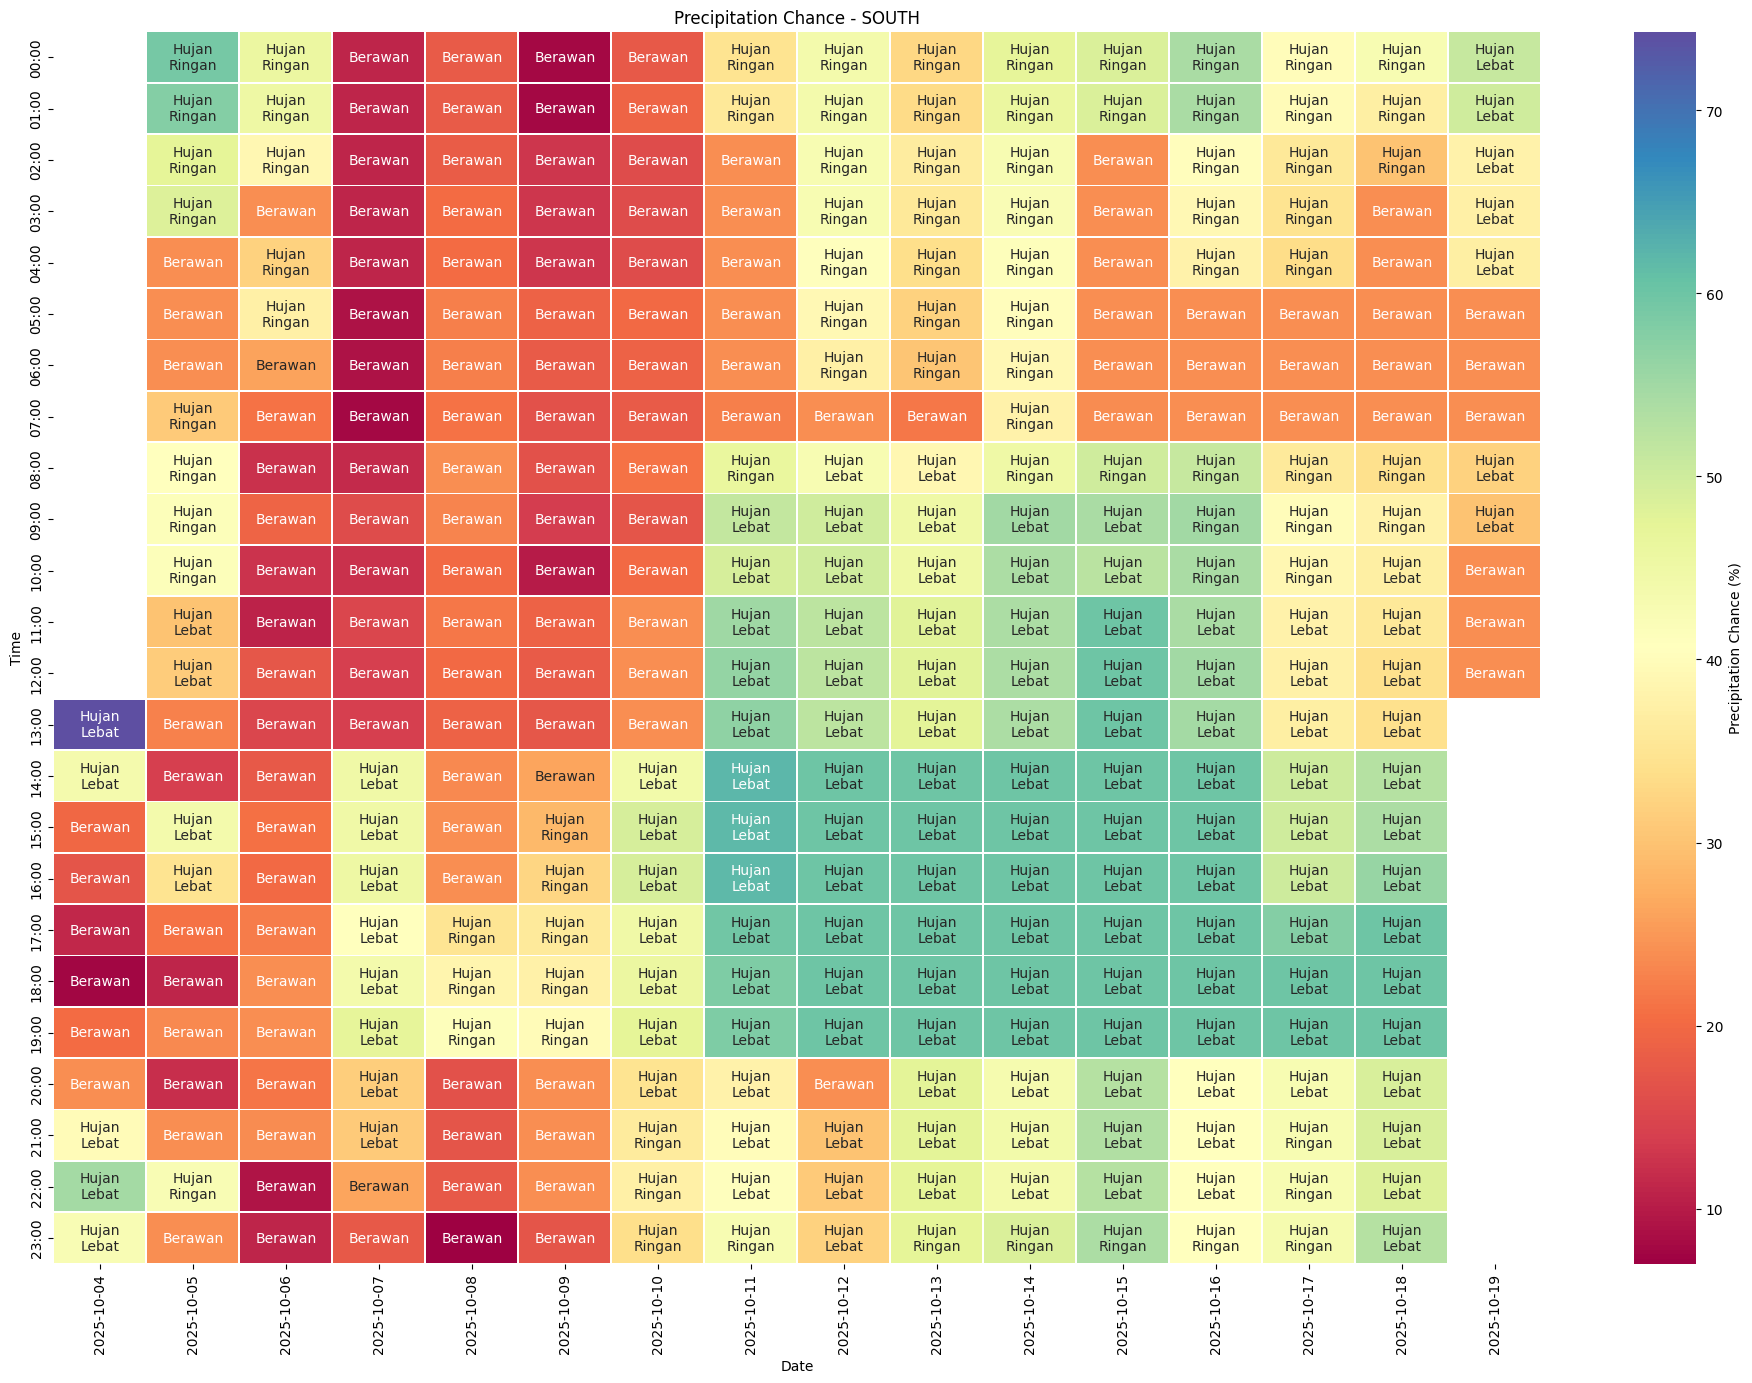 Precipitation Chance - SOUTH
00:00 Hujan Ringan Hujan Ringan Berawan Berawan Berawan Berawan Hujan Ringan Hujan Ringan Hujan Ringan Hujan Ringan Hujan Ringan Hujan Ringan Hujan Ringan Hujan Ringan Hujan Lebat
01:00 Hujan Ringan Hujan Ringan Berawan Berawan Berawan Berawan Hujan Ringan Hujan Ringan Hujan Ringan Hujan Ringan Hujan Ringan Hujan Ringan Hujan Ringan Hujan Ringan Hujan Lebat
02:00 Hujan Ringan Hujan Ringan Berawan Berawan Berawan Berawan Berawan Hujan Ringan Hujan Ringan Hujan Ringan Berawan Hujan Ringan Hujan Ringan Hujan Ringan Hujan Lebat
03:00 Hujan Ringan Berawan Berawan Berawan Berawan Berawan Berawan Hujan Ringan Hujan Ringan Hujan Ringan Berawan Hujan Ringan Hujan Ringan Berawan Hujan Lebat
04:00 Berawan Hujan Ringan Berawan Berawan Berawan Berawan Berawan Hujan Ringan Hujan Ringan Hujan Ringan Berawan Hujan Ringan Hujan Ringan Berawan Hujan Lebat
05:00 Berawan Hujan Ringan Berawan Berawan Berawan Berawan Berawan Hujan Ringan Hujan Ringan Hujan Ringan Berawan Berawan Berawan Berawan Berawan
06:00 Berawan Berawan Berawan Berawan Berawan Berawan Berawan Hujan Ringan Hujan Ringan Hujan Ringan Berawan Berawan Berawan Berawan Berawan
07:00 Hujan Ringan Berawan Berawan Berawan Berawan Berawan Berawan Berawan Berawan Hujan Ringan Berawan Berawan Berawan Berawan Berawan
08:00 Hujan Ringan Berawan Berawan Berawan Berawan Berawan Hujan Ringan Hujan Lebat Hujan Lebat Hujan Ringan Hujan Ringan Hujan Ringan Hujan Ringan Hujan Ringan Hujan Lebat
09:00 Hujan Ringan Berawan Berawan Berawan Berawan Berawan Hujan Lebat Hujan Lebat Hujan Lebat Hujan Lebat Hujan Lebat Hujan Ringan Hujan Ringan Hujan Ringan Hujan Lebat
10:00 Hujan Ringan Berawan Berawan Berawan Berawan Berawan Hujan Lebat Hujan Lebat Hujan Lebat Hujan Lebat Hujan Lebat Hujan Ringan Hujan Ringan Hujan Lebat Berawan
11:00 Hujan Lebat Berawan Berawan Berawan Berawan Berawan Hujan Lebat Hujan Lebat Hujan Lebat Hujan Lebat Hujan Lebat Hujan Lebat Hujan Lebat Hujan Lebat Berawan
12:00 Hujan Lebat Berawan Berawan Berawan Berawan Berawan Hujan Lebat Hujan Lebat Hujan Lebat Hujan Lebat Hujan Lebat Hujan Lebat Hujan Lebat Hujan Lebat Berawan
13:00 Hujan Lebat Berawan Berawan Berawan Berawan Berawan Berawan Hujan Lebat Hujan Lebat Hujan Lebat Hujan Lebat Hujan Lebat Hujan Lebat Hujan Lebat Hujan Lebat
14:00 Hujan Lebat Berawan Berawan Hujan Lebat Berawan Berawan Hujan Lebat Hujan Lebat Hujan Lebat Hujan Lebat Hujan Lebat Hujan Lebat Hujan Lebat Hujan Lebat Hujan Lebat
15:00 Berawan Hujan Lebat Berawan Hujan Lebat Berawan Hujan Ringan Hujan Lebat Hujan Lebat Hujan Lebat Hujan Lebat Hujan Lebat Hujan Lebat Hujan Lebat Hujan Lebat Hujan Lebat
16:00 Berawan Hujan Lebat Berawan Hujan Lebat Berawan Hujan Ringan Hujan Lebat Hujan Lebat Hujan Lebat Hujan Lebat Hujan Lebat Hujan Lebat Hujan Lebat Hujan Lebat Hujan Lebat
17:00 Berawan Berawan Berawan Hujan Lebat Hujan Ringan Hujan Ringan Hujan Lebat Hujan Lebat Hujan Lebat Hujan Lebat Hujan Lebat Hujan Lebat Hujan Lebat Hujan Lebat Hujan Lebat
18:00 Berawan Berawan Berawan Hujan Lebat Hujan Ringan Hujan Ringan Hujan Lebat Hujan Lebat Hujan Lebat Hujan Lebat Hujan Lebat Hujan Lebat Hujan Lebat Hujan Lebat Hujan Lebat
19:00 Berawan Berawan Berawan Hujan Lebat Hujan Ringan Hujan Ringan Hujan Lebat Hujan Lebat Hujan Lebat Hujan Lebat Hujan Lebat Hujan Lebat Hujan Lebat Hujan Lebat Hujan Lebat
20:00 Berawan Berawan Berawan Hujan Lebat Berawan Berawan Hujan Lebat Hujan Lebat Berawan Hujan Lebat Hujan Lebat Hujan Lebat Hujan Lebat Hujan Lebat Hujan Lebat
21:00 Hujan Lebat Berawan Berawan Hujan Lebat Berawan Berawan Hujan Ringan Hujan Lebat Hujan Lebat Hujan Lebat Hujan Lebat Hujan Lebat Hujan Lebat Hujan Ringan Hujan Lebat
22:00 Hujan Lebat Hujan Ringan Berawan Berawan Berawan Berawan Hujan Ringan Hujan Lebat Hujan Lebat Hujan Lebat Hujan Lebat Hujan Lebat Hujan Lebat Hujan Ringan Hujan Lebat
23:00 Hujan Lebat Berawan Berawan Berawan Berawan Berawan Hujan Ringan Hujan Ringan Hujan Lebat Hujan Ringan Hujan Ringan Hujan Ringan Hujan Ringan Hujan Ringan Hujan Lebat
Time
2025-10-04 2025-10-05 2025-10-06 2025-10-07 2025-10-08 2025-10-09 2025-10-10 2025-10-11 2025-10-12 2025-10-13 2025-10-14 2025-10-15 2025-10-16 2025-10-17 2025-10-18 2025-10-19
Date
70
60
50
40
30
20
10
Precipitation Chance (%)